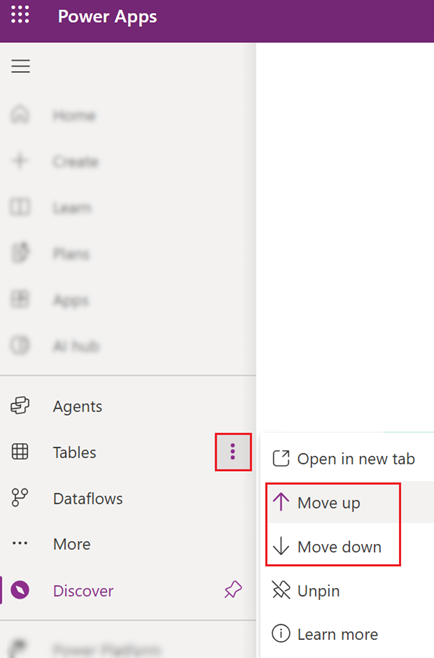 Power Apps
Home
Create
Learn
Plans
Apps
AI hub
Agents
Tables
Open in new tab
Dataflows
Move up
More
Move down
Discover
Unpin
Learn more
Power Platform